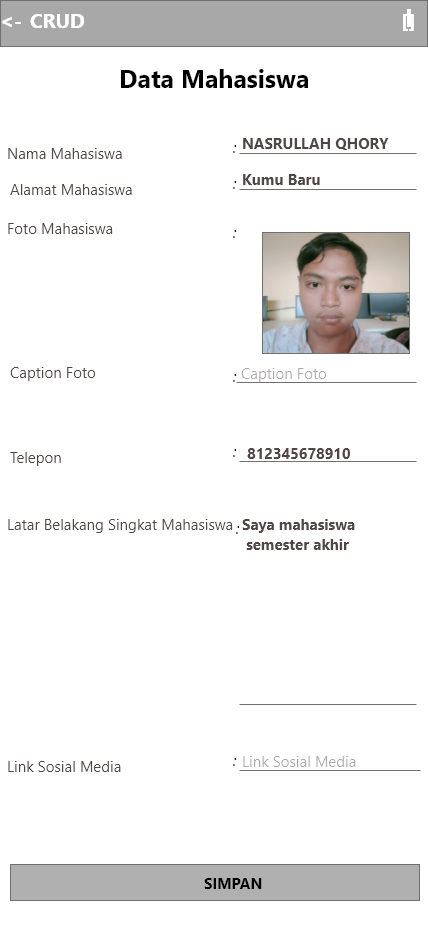 <- CRUD
Data Mahasiswa
Nama Mahasiswa : NASRULLAH QHORY
Alamat Mahasiswa : Kumu Baru
Foto Mahasiswa :
Caption Foto : Caption Foto
Telepon : 812345678910
Latar Belakang Singkat Mahasiswa : Saya mahasiswa
semester akhir
Link Sosial Media : Link Sosial Media
SIMPAN